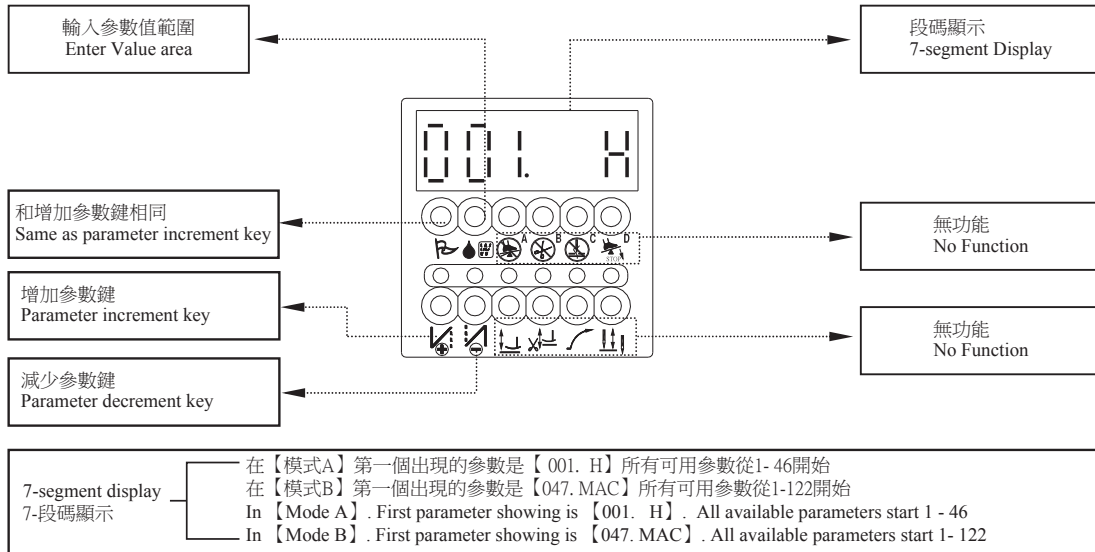 輸入參數值範圍
Enter Value area
段碼顯示
7-segment Display
001. H
和增加參數鍵相同
Same as parameter increment key
A B C D
STOP
無功能
No Function
增加參數鍵
Parameter increment key
無功能
No Function
減少參數鍵
Parameter decrement key
7-segment display
7-段碼顯示
在【模式A】第一個出現的參數是【 001. H】所有可用參數從1- 46開始
在【模式B】第一個出現的參數是【047. MAC】所有可用參數從1-122開始
In 【Mode A】. First parameter showing is 【001. H】. All available parameters start 1 - 46
In 【Mode B】. First parameter showing is 【047. MAC】. All available parameters start 1- 122